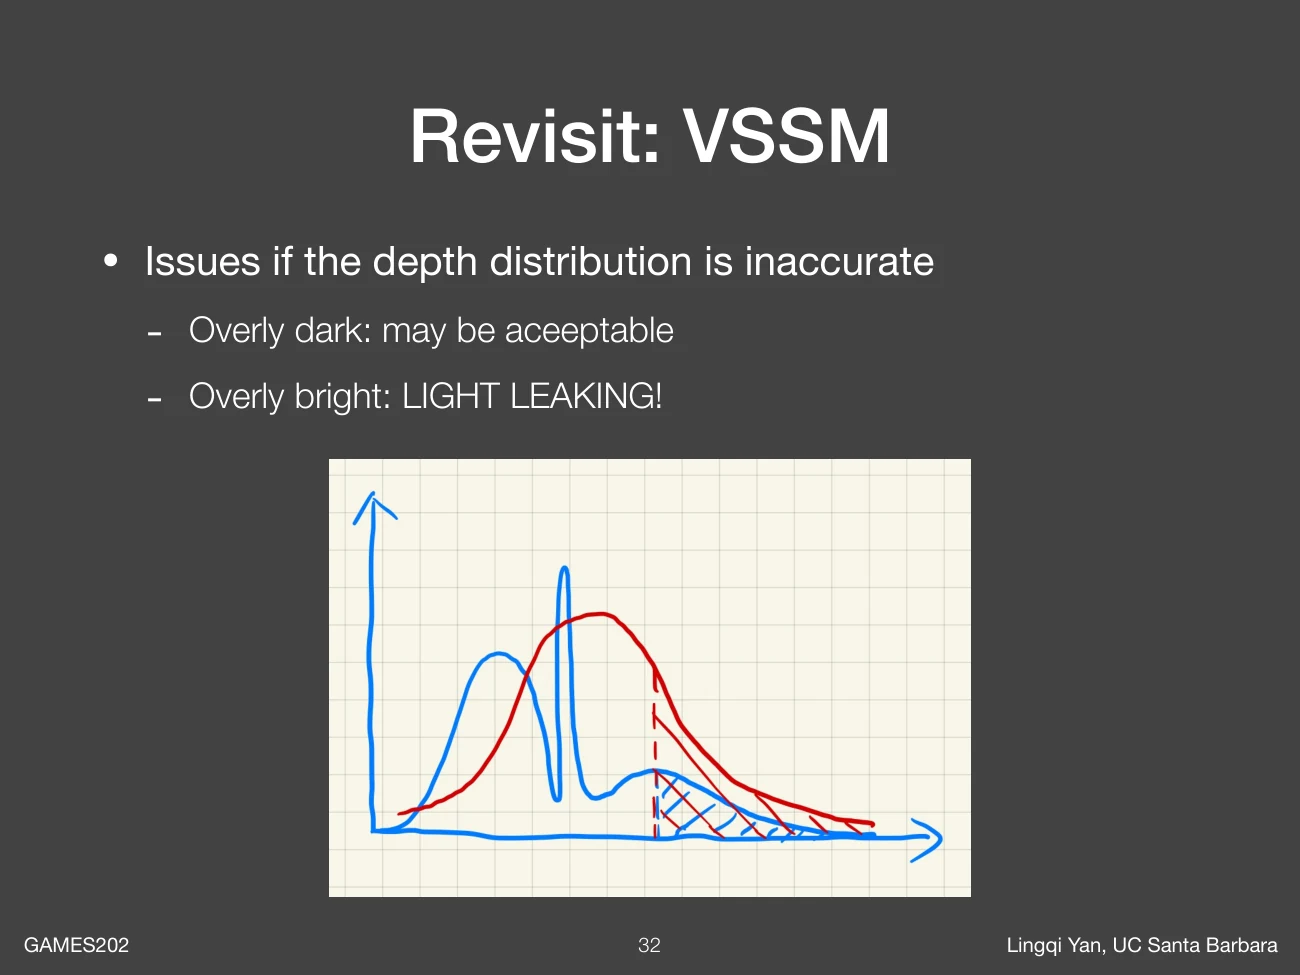 Revisit: VSSM
• Issues if the depth distribution is inaccurate
- Overly dark: may be aceeptable
- Overly bright: LIGHT LEAKING!
GAMES202
32
Lingqi Yan, UC Santa Barbara